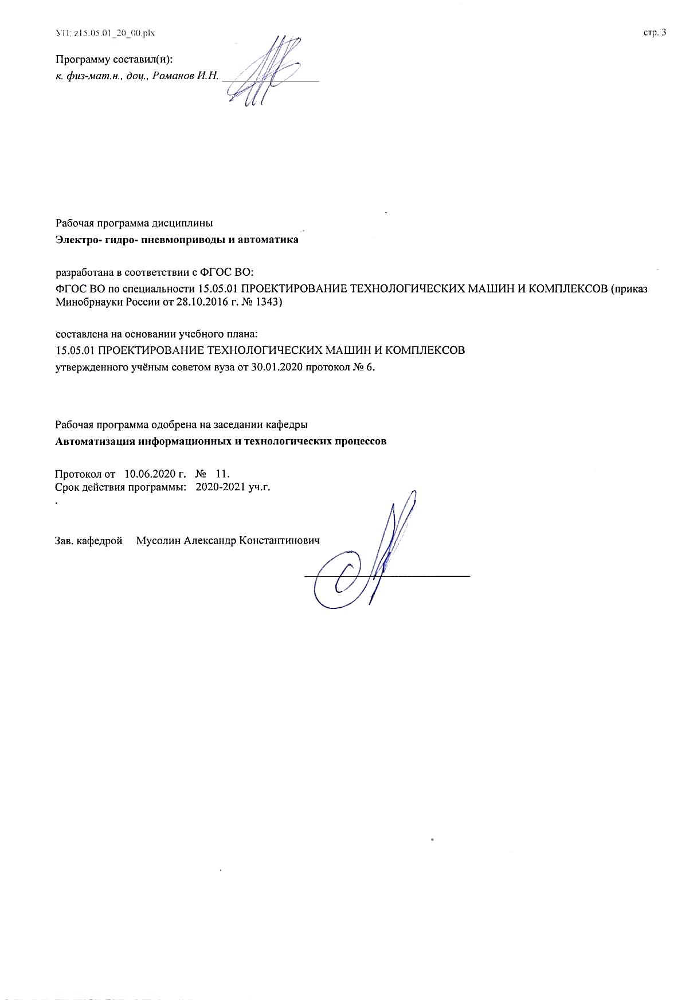 УП: z15.05.01_20_00.plx стр. 3
Программу составил(и):
к. физ-мат.н., доц., Романов И.Н. _________________
Рабочая программа дисциплины
Электро- гидро- пневмоприводы и автоматика
разработана в соответствии с ФГОС ВО:
ФГОС ВО по специальности 15.05.01 ПРОЕКТИРОВАНИЕ ТЕХНОЛОГИЧЕСКИХ МАШИН И КОМПЛЕКСОВ (приказ
Минобрнауки России от 28.10.2016 г. № 1343)
составлена на основании учебного плана:
15.05.01 ПРОЕКТИРОВАНИЕ ТЕХНОЛОГИЧЕСКИХ МАШИН И КОМПЛЕКСОВ
утвержденного учёным советом вуза от 30.01.2020 протокол № 6.
Рабочая программа одобрена на заседании кафедры
Автоматизация информационных и технологических процессов
Протокол от 10.06.2020 г. № 11.
Срок действия программы: 2020-2021 уч.г.
Зав. кафедрой Мусолин Александр Константинович